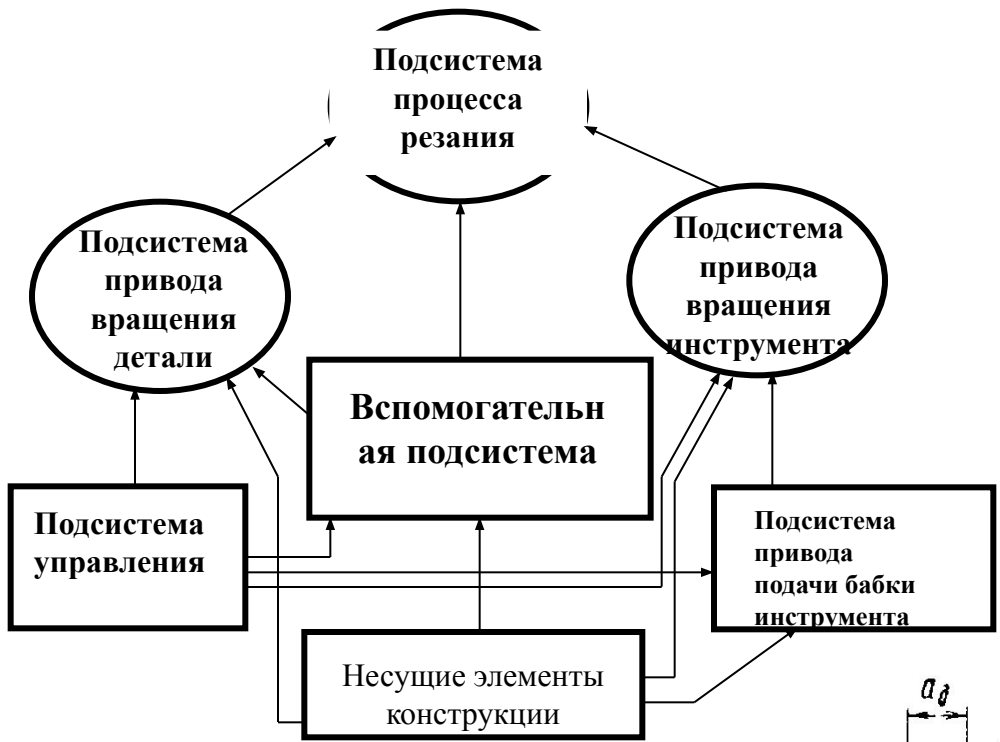 Подсистема
процесса
резания
Подсистема
привода
вращения
детали
Подсистема
привода
вращения
инструмента
Вспомогательн
ая подсистема
Подсистема
управления
Подсистема
привода
подачи бабки
инструмента
Несущие элементы
конструкции
a∂